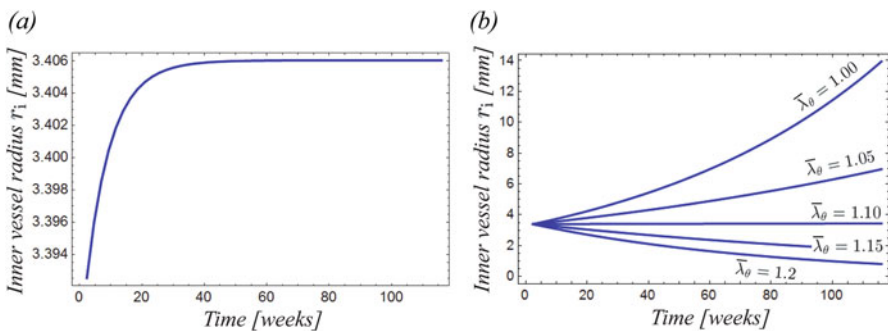 (a)
Inner vessel radius r_i [mm]
3.406
3.404
3.402
3.400
3.398
3.396
3.394
0 20 40 60 80 100
Time [weeks]
(b)
Inner vessel radius r_i [mm]
14
12
10
8
6
4
2
0
λ̅_θ = 1.00
λ̅_θ = 1.05
λ̅_θ = 1.10
λ̅_θ = 1.15
λ̅_θ = 1.2
0 20 40 60 80 100
Time [weeks]